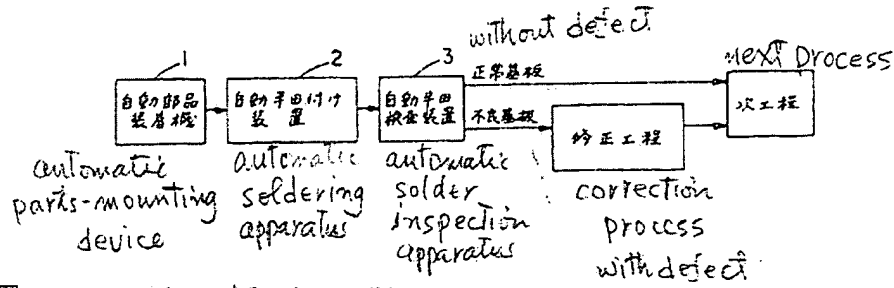 1
2
3
without defect
next process
自動部品
装着機
自動半田付け
装置
自動半田
検査装置
正常基板
不良基板
修正工程
次工程
automatic
parts-mounting
device
automatic
soldering
apparatus
automatic
solder
inspection
apparatus
correction
process
with defect